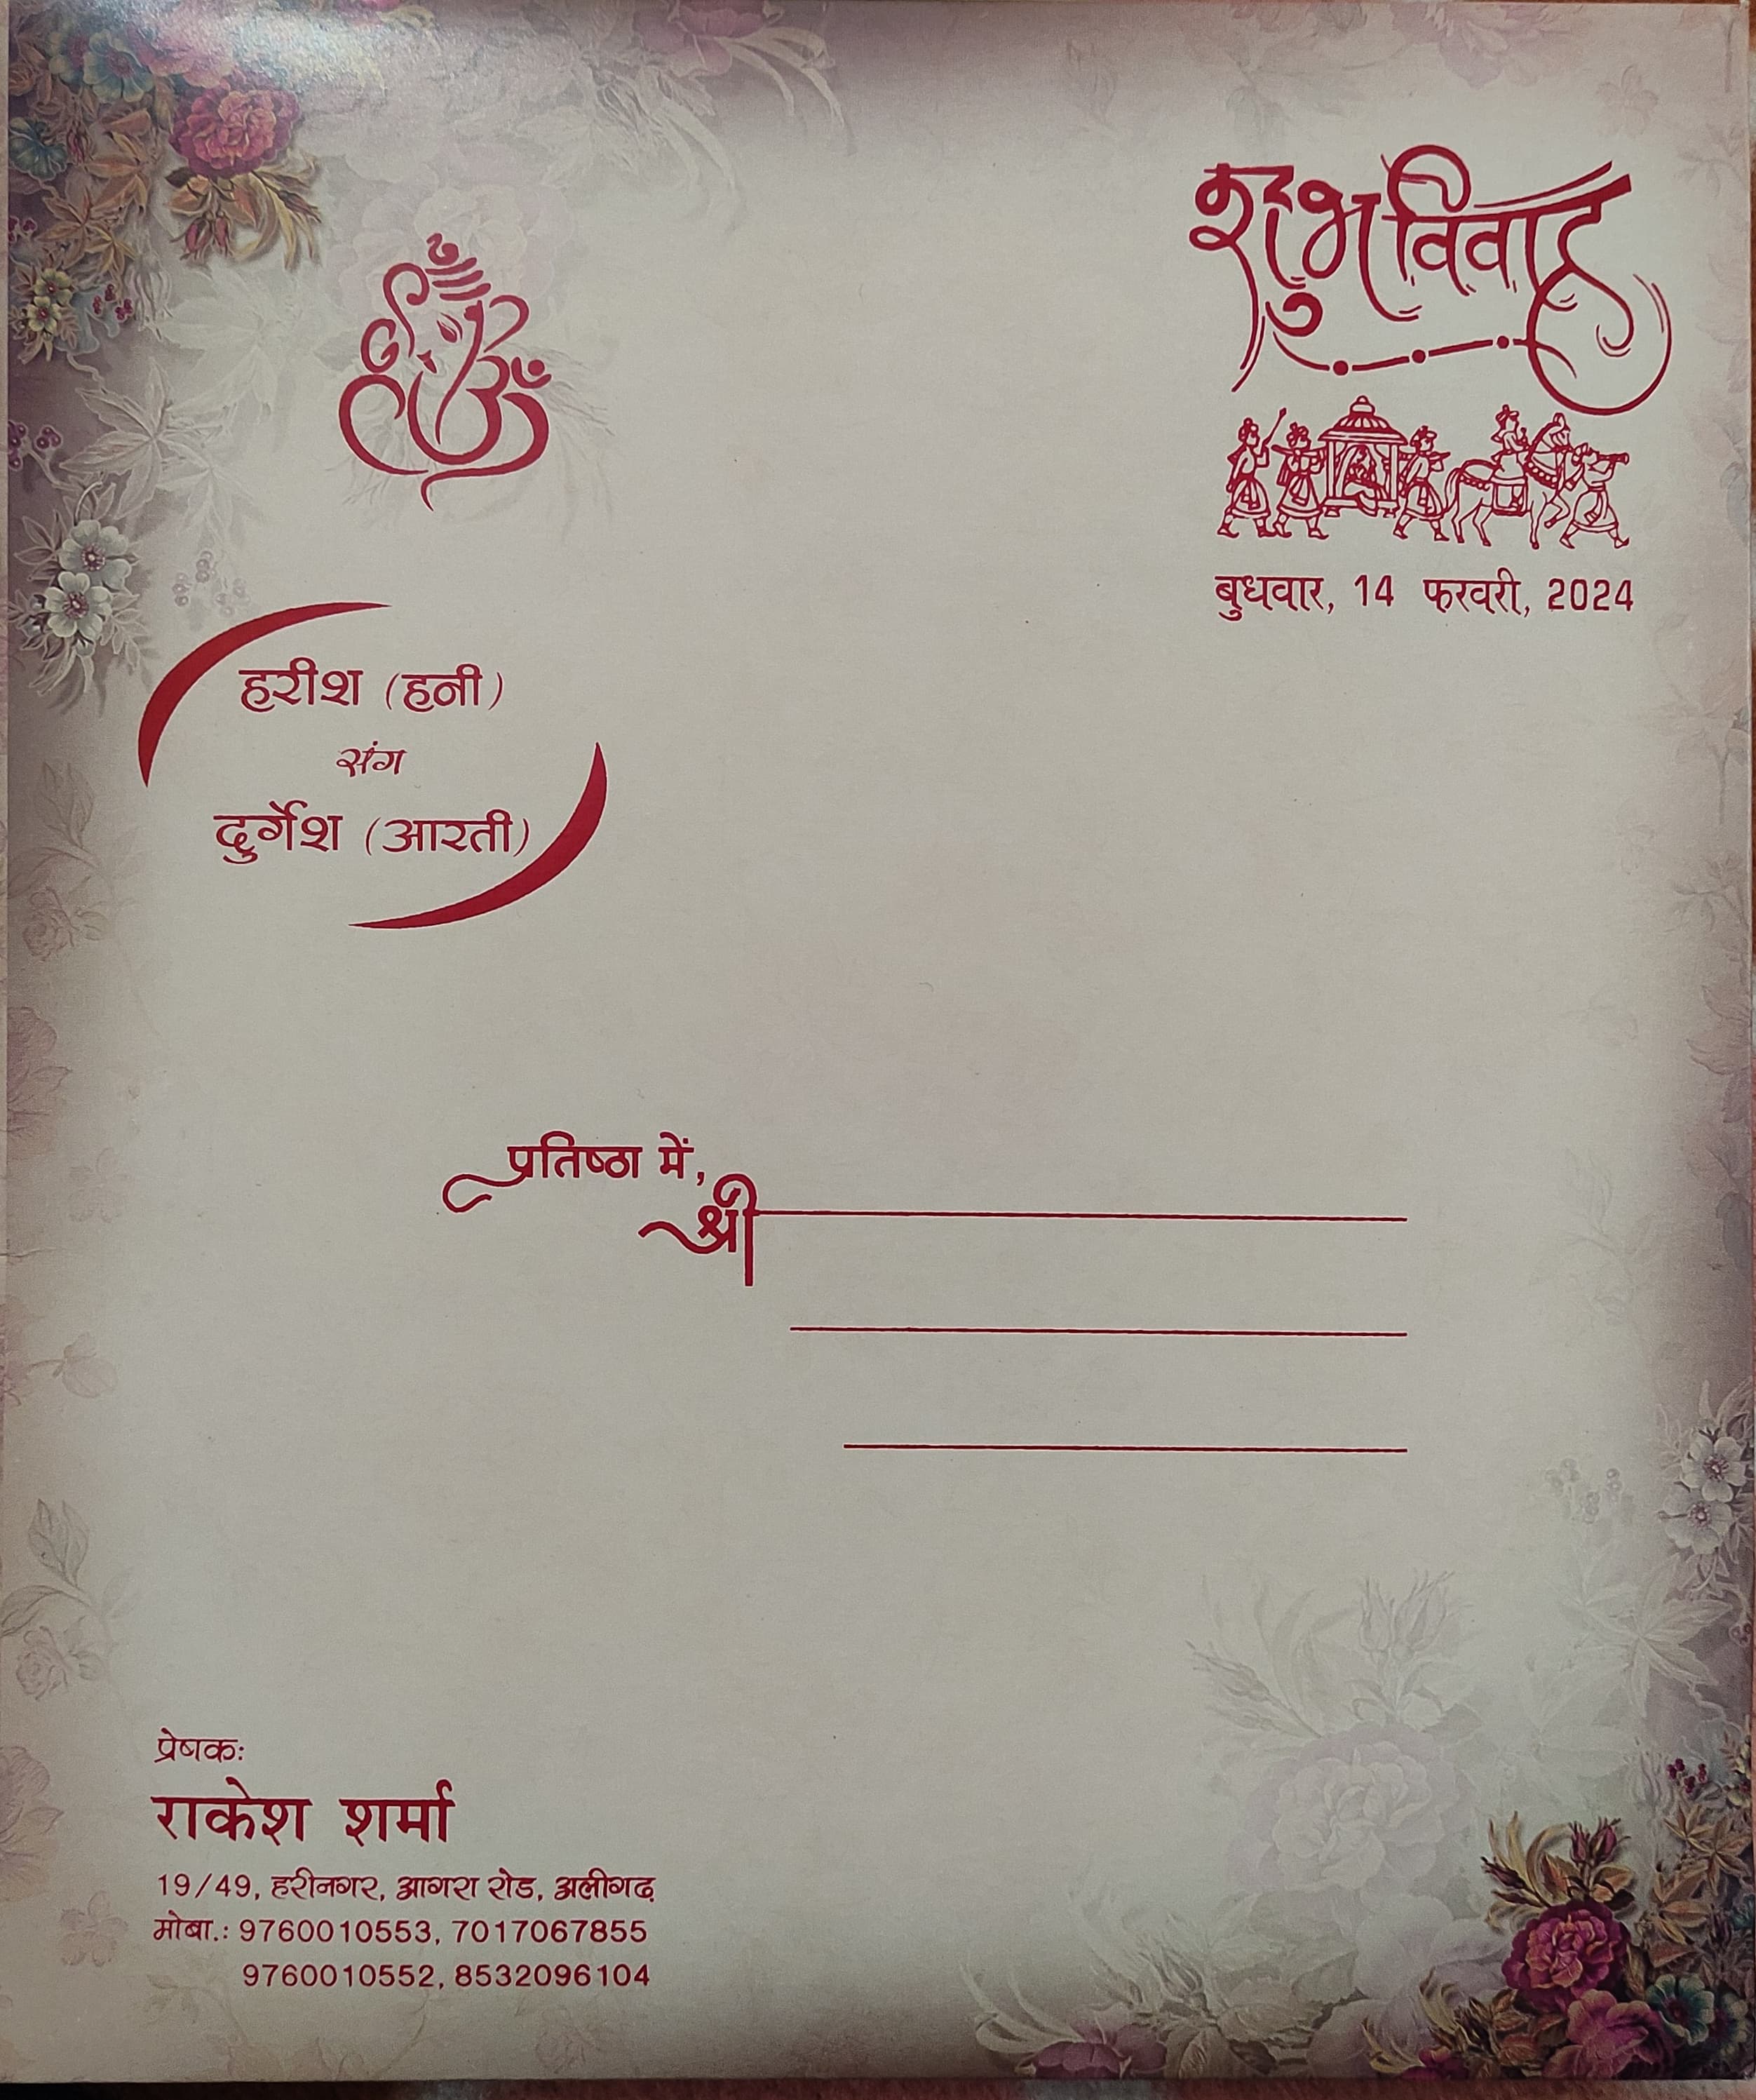 शुभ विवाह
बुधवार, 14 फरवरी, 2024
हरीश (हनी)
संग
दुर्गेश (आरती)
प्रतिष्ठा में,
श्री
प्रेषक:
राकेश शर्मा
19/49, हरीनगर, आगरा रोड, अलीगढ़
मोबा.: 9760010553, 7017067855
9760010552, 8532096104